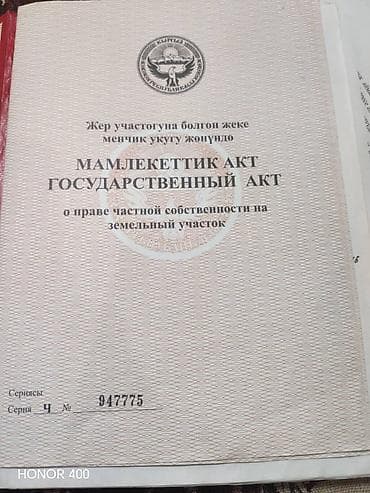 Жер участогуна болгон жеке
менчик укугу жөнүндө
МАМЛЕКЕТТИК АКТ
ГОСУДАРСТВЕННЫЙ АКТ
о праве частной собственности на
земельный участок
Сериясы
Серия Ч № 947775
HONOR 400